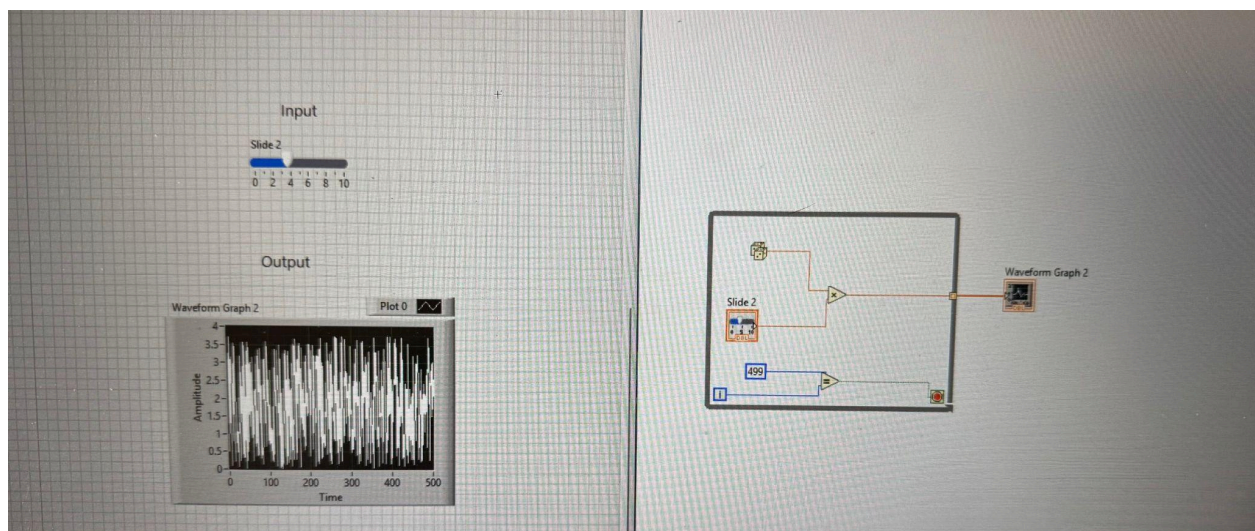 Input
Slide 2
0 2 4 6 8 10
Output
Waveform Graph 2
Plot 0
4
3.5
3
2.5
2
1.5
1
0.5
0
Amplitude
0 100 200 300 400 500
Time
Waveform Graph 2
Slide 2
499
i